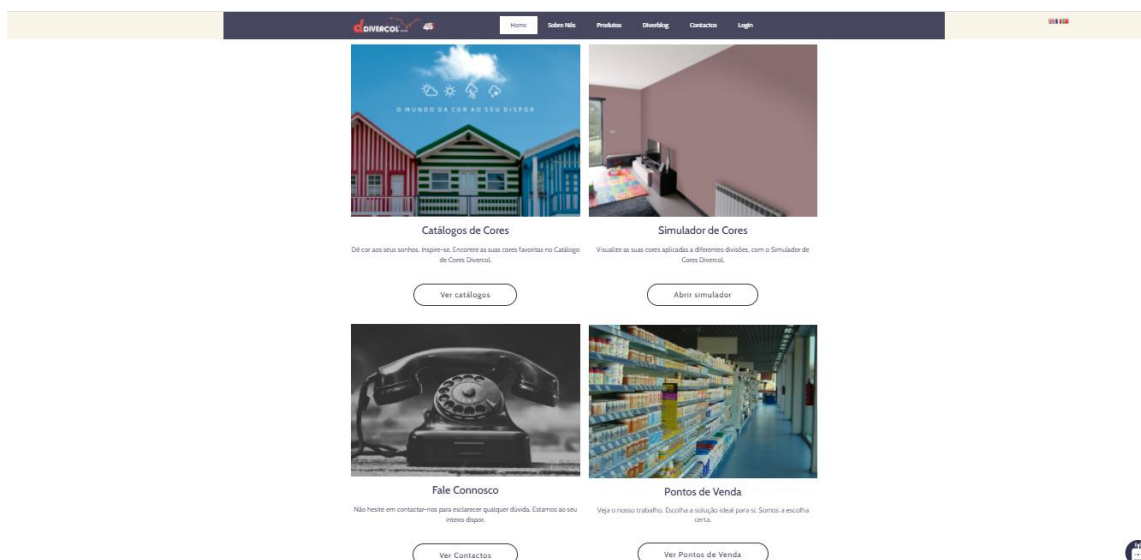 DIVERCOL 45
Home Sobre Nós Produtos Diverblog Contactos Login
O MUNDO DA COR AO SEU DISPOR
Catálogos de Cores
Dê cor aos seus sonhos. Inspire-se. Encontre as suas cores favoritas no Catálogo
de Cores Divercol.
Ver catálogos
Simulador de Cores
Visualize as suas cores aplicadas a diferentes divisões, com o Simulador de
Cores Divercol.
Abrir simulador
Fale Connosco
Não hesite em contactar-nos para esclarecer qualquer dúvida. Estamos ao seu
inteiro dispor.
Ver Contactos
Pontos de Venda
Veja o nosso trabalho. Escolha a solução ideal para si. Somos a escolha
certa.
Ver Pontos de Venda